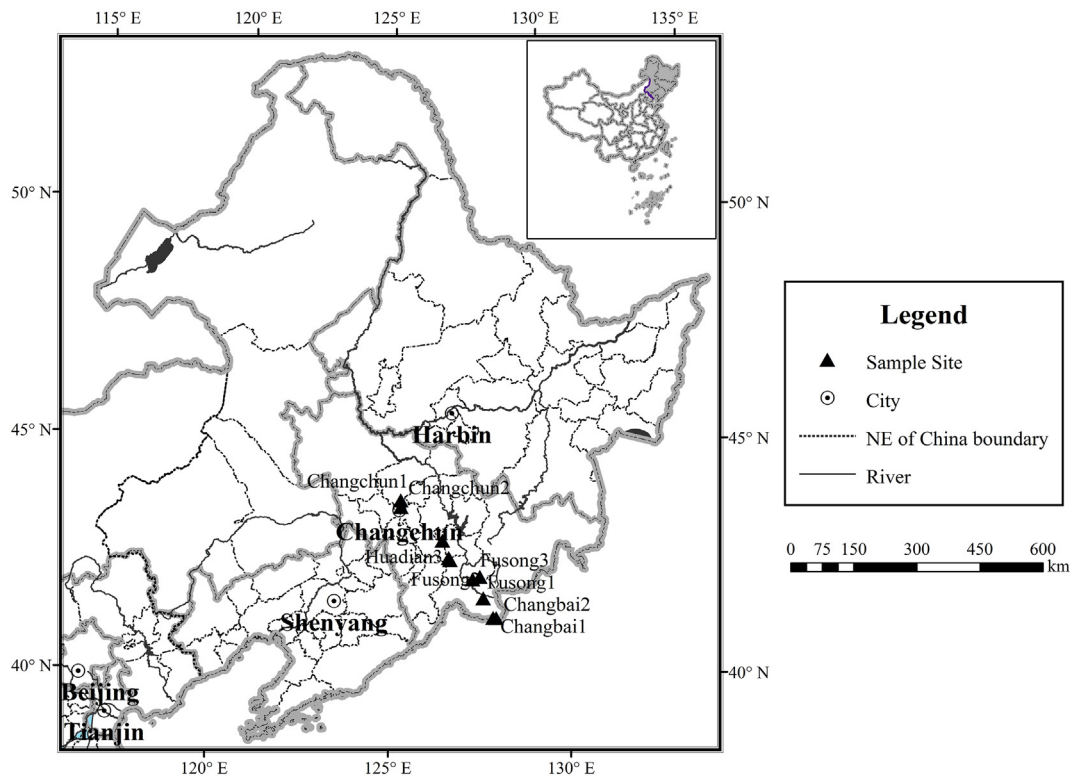 115° E 120° E 125° E 130° E 135° E
50° N
50° N
Legend
Sample Site
City
NE of China boundary
River
45° N
45° N
Harbin
Changchun1
Changchun2
Huadian3
Fusong3
Fusong1
Changbai2
Changbai1
Shenyang
0 75 150 300 450 600
km
40° N
40° N
Beijing
Tianjin
120° E 125° E 130° E